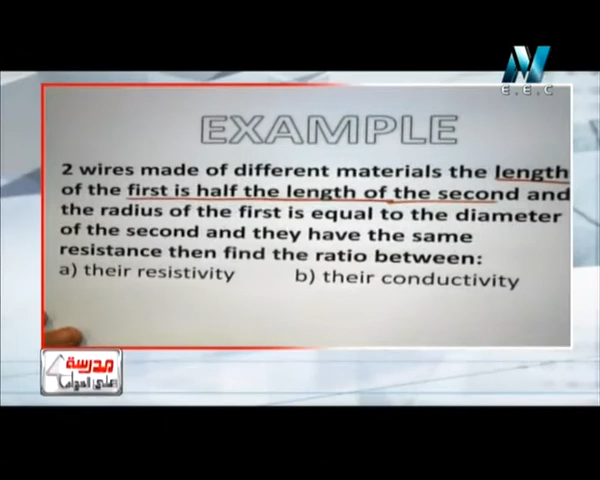 E.E.C
EXAMPLE
2 wires made of different materials the length
of the first is half the length of the second and
the radius of the first is equal to the diameter
of the second and they have the same
resistance then find the ratio between:
a) their resistivity b) their conductivity
مدرسة
على الهواء